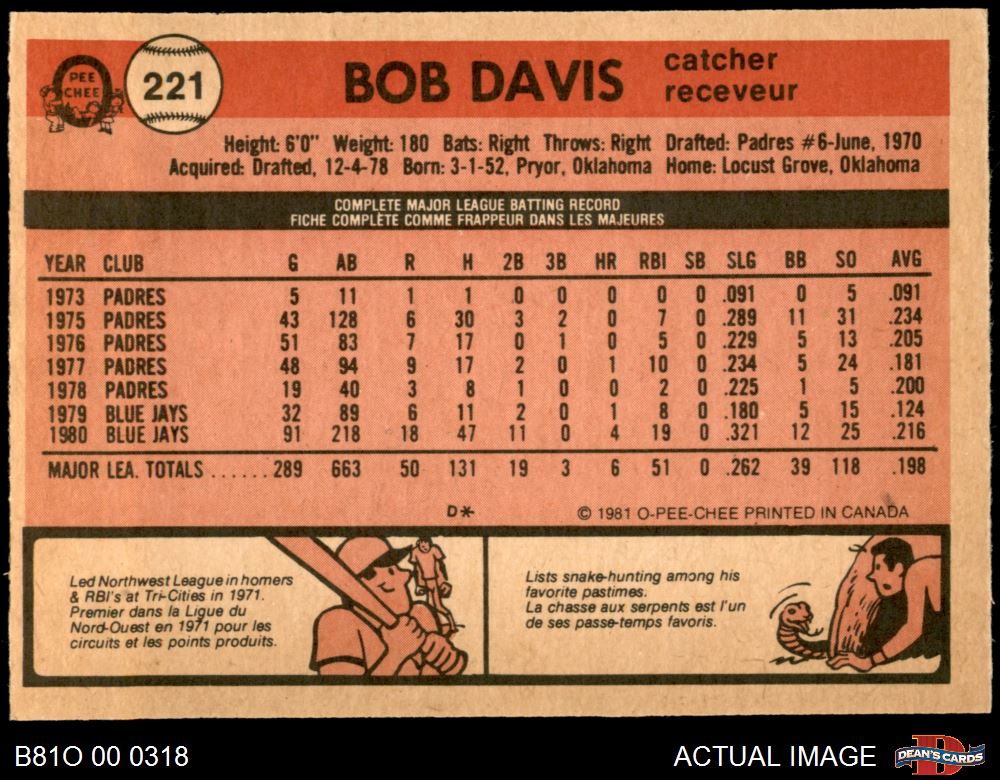 PEE
CHEE
221
BOB DAVIS
catcher
receveur
Height: 6'0" Weight: 180 Bats: Right Throws: Right Drafted: Padres #6-June, 1970
Acquired: Drafted, 12-4-78 Born: 3-1-52, Pryor, Oklahoma Home: Locust Grove, Oklahoma
COMPLETE MAJOR LEAGUE BATTING RECORD
FICHE COMPLÈTE COMME FRAPPEUR DANS LES MAJEURES
YEAR CLUB G AB R H 2B 3B HR RBI SB SLG BB SO AVG
1973 PADRES 5 11 1 1 0 0 0 0 0 .091 0 5 .091
1975 PADRES 43 128 6 30 3 2 0 7 0 .289 11 31 .234
1976 PADRES 51 83 7 17 0 1 0 5 0 .229 5 13 .205
1977 PADRES 48 94 9 17 2 0 1 10 0 .234 5 24 .181
1978 PADRES 19 40 3 8 1 0 0 2 0 .225 1 5 .200
1979 BLUE JAYS 32 89 6 11 2 0 1 8 0 .180 5 15 .124
1980 BLUE JAYS 91 218 18 47 11 0 4 19 0 .321 12 25 .216
MAJOR LEA. TOTALS ...... 289 663 50 131 19 3 6 51 0 .262 39 118 .198
D*
© 1981 O-PEE-CHEE PRINTED IN CANADA
Led Northwest League in homers
& RBI's at Tri-Cities in 1971.
Premier dans la Ligue du
Nord-Ouest en 1971 pour les
circuits et les points produits.
Lists snake-hunting among his
favorite pastimes.
La chasse aux serpents est l'un
de ses passe-temps favoris.
B81O 00 0318
ACTUAL IMAGE
DEAN'S CARDS